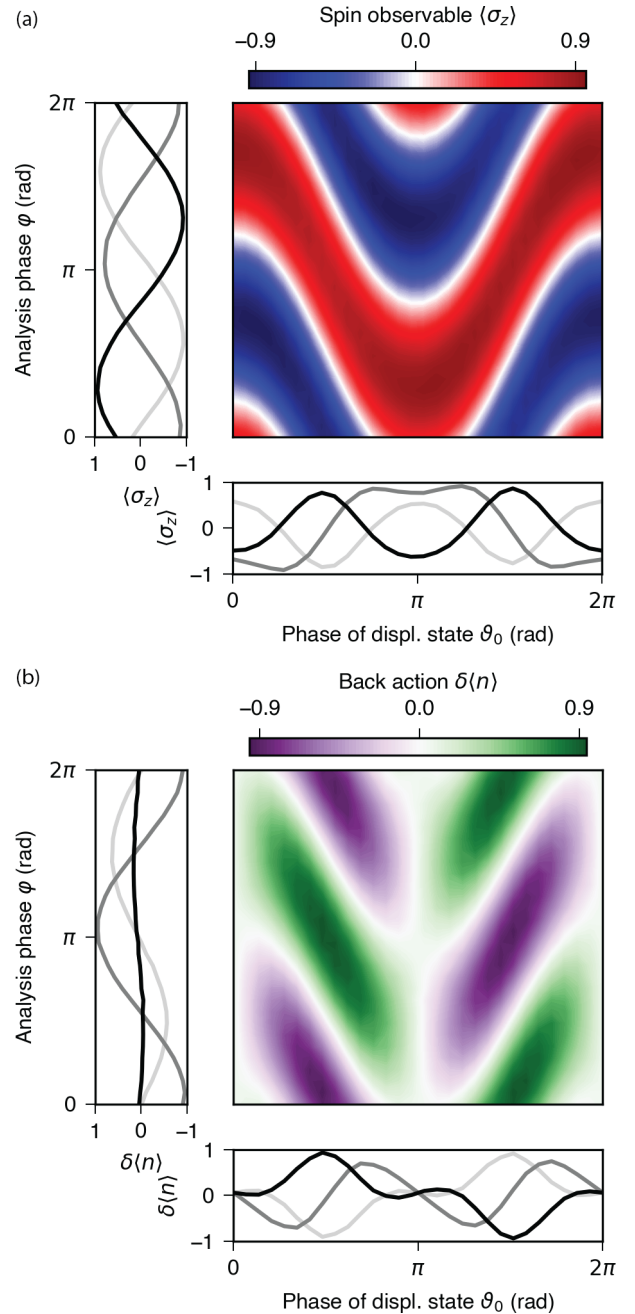 (a)
Spin observable ⟨σz⟩
−0.9 0.0 0.9
2π
π
0
Analysis phase φ (rad)
1 0 −1
⟨σz⟩
⟨σz⟩
1
0
−1
0 π 2π
Phase of displ. state ϑ0 (rad)
(b)
Back action δ⟨n⟩
−0.9 0.0 0.9
2π
π
0
Analysis phase φ (rad)
1 0 −1
δ⟨n⟩
δ⟨n⟩
1
0
−1
0 π 2π
Phase of displ. state ϑ0 (rad)